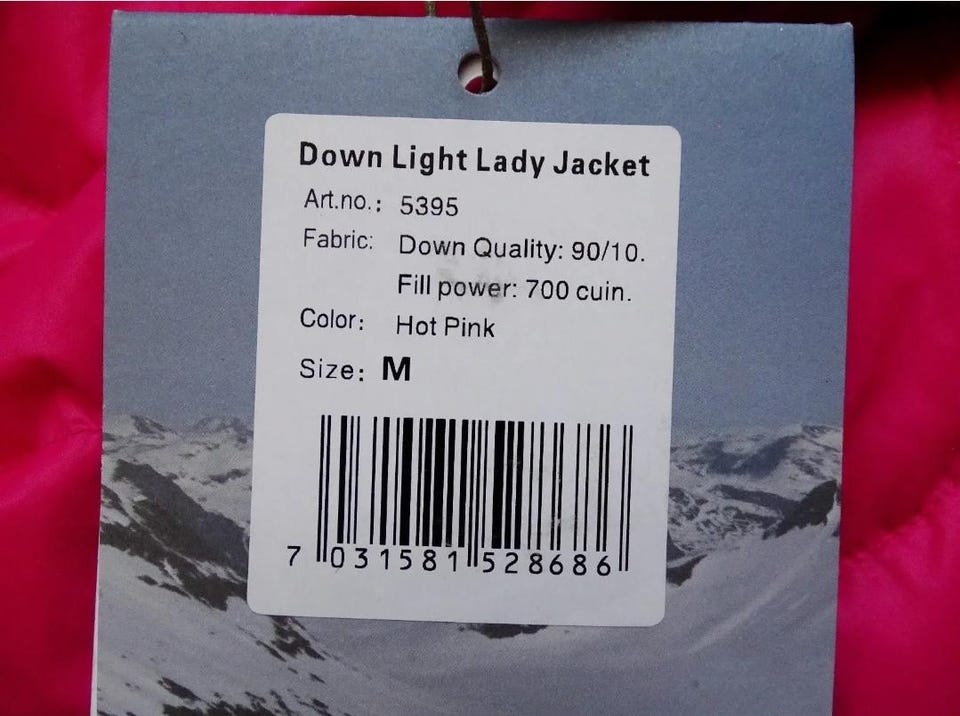 Down Light Lady Jacket
Art.no.: 5395
Fabric: Down Quality: 90/10.
Fill power: 700 cuin.
Color: Hot Pink
Size: M
7 031581 528686